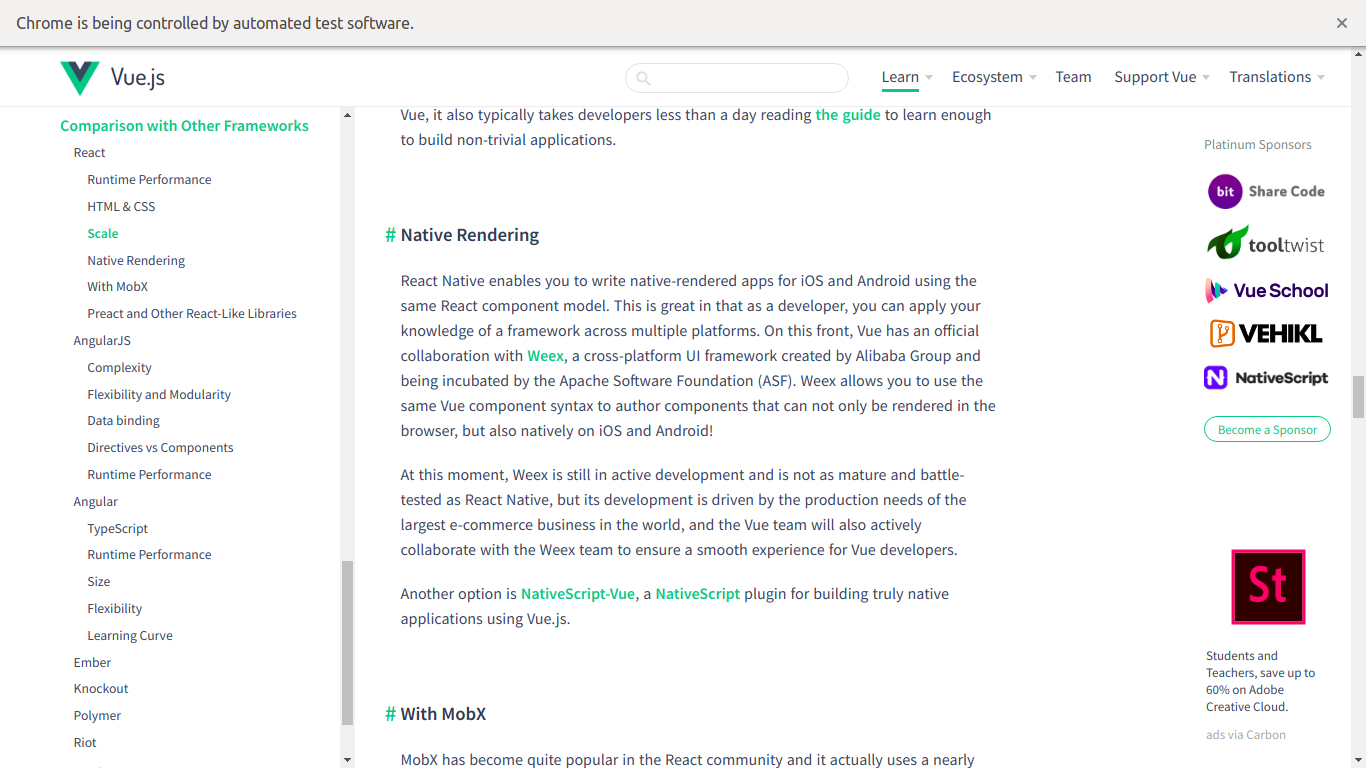 Chrome is being controlled by automated test software.
Vue.js
Learn
Ecosystem
Team
Support Vue
Translations
Comparison with Other Frameworks
React
Runtime Performance
HTML & CSS
Scale
Native Rendering
With MobX
Preact and Other React-Like Libraries
AngularJS
Complexity
Flexibility and Modularity
Data binding
Directives vs Components
Runtime Performance
Angular
TypeScript
Runtime Performance
Size
Flexibility
Learning Curve
Ember
Knockout
Polymer
Riot
Vue, it also typically takes developers less than a day reading the guide to learn enough
to build non-trivial applications.
# Native Rendering
React Native enables you to write native-rendered apps for iOS and Android using the
same React component model. This is great in that as a developer, you can apply your
knowledge of a framework across multiple platforms. On this front, Vue has an official
collaboration with Weex, a cross-platform UI framework created by Alibaba Group and
being incubated by the Apache Software Foundation (ASF). Weex allows you to use the
same Vue component syntax to author components that can not only be rendered in the
browser, but also natively on iOS and Android!
At this moment, Weex is still in active development and is not as mature and battle-
tested as React Native, but its development is driven by the production needs of the
largest e-commerce business in the world, and the Vue team will also actively
collaborate with the Weex team to ensure a smooth experience for Vue developers.
Another option is NativeScript-Vue, a NativeScript plugin for building truly native
applications using Vue.js.
# With MobX
MobX has become quite popular in the React community and it actually uses a nearly
Platinum Sponsors
bit Share Code
tooltwist
Vue School
VEHIKL
N NativeScript
Become a Sponsor
St
Students and
Teachers, save up to
60% on Adobe
Creative Cloud.
ads via Carbon